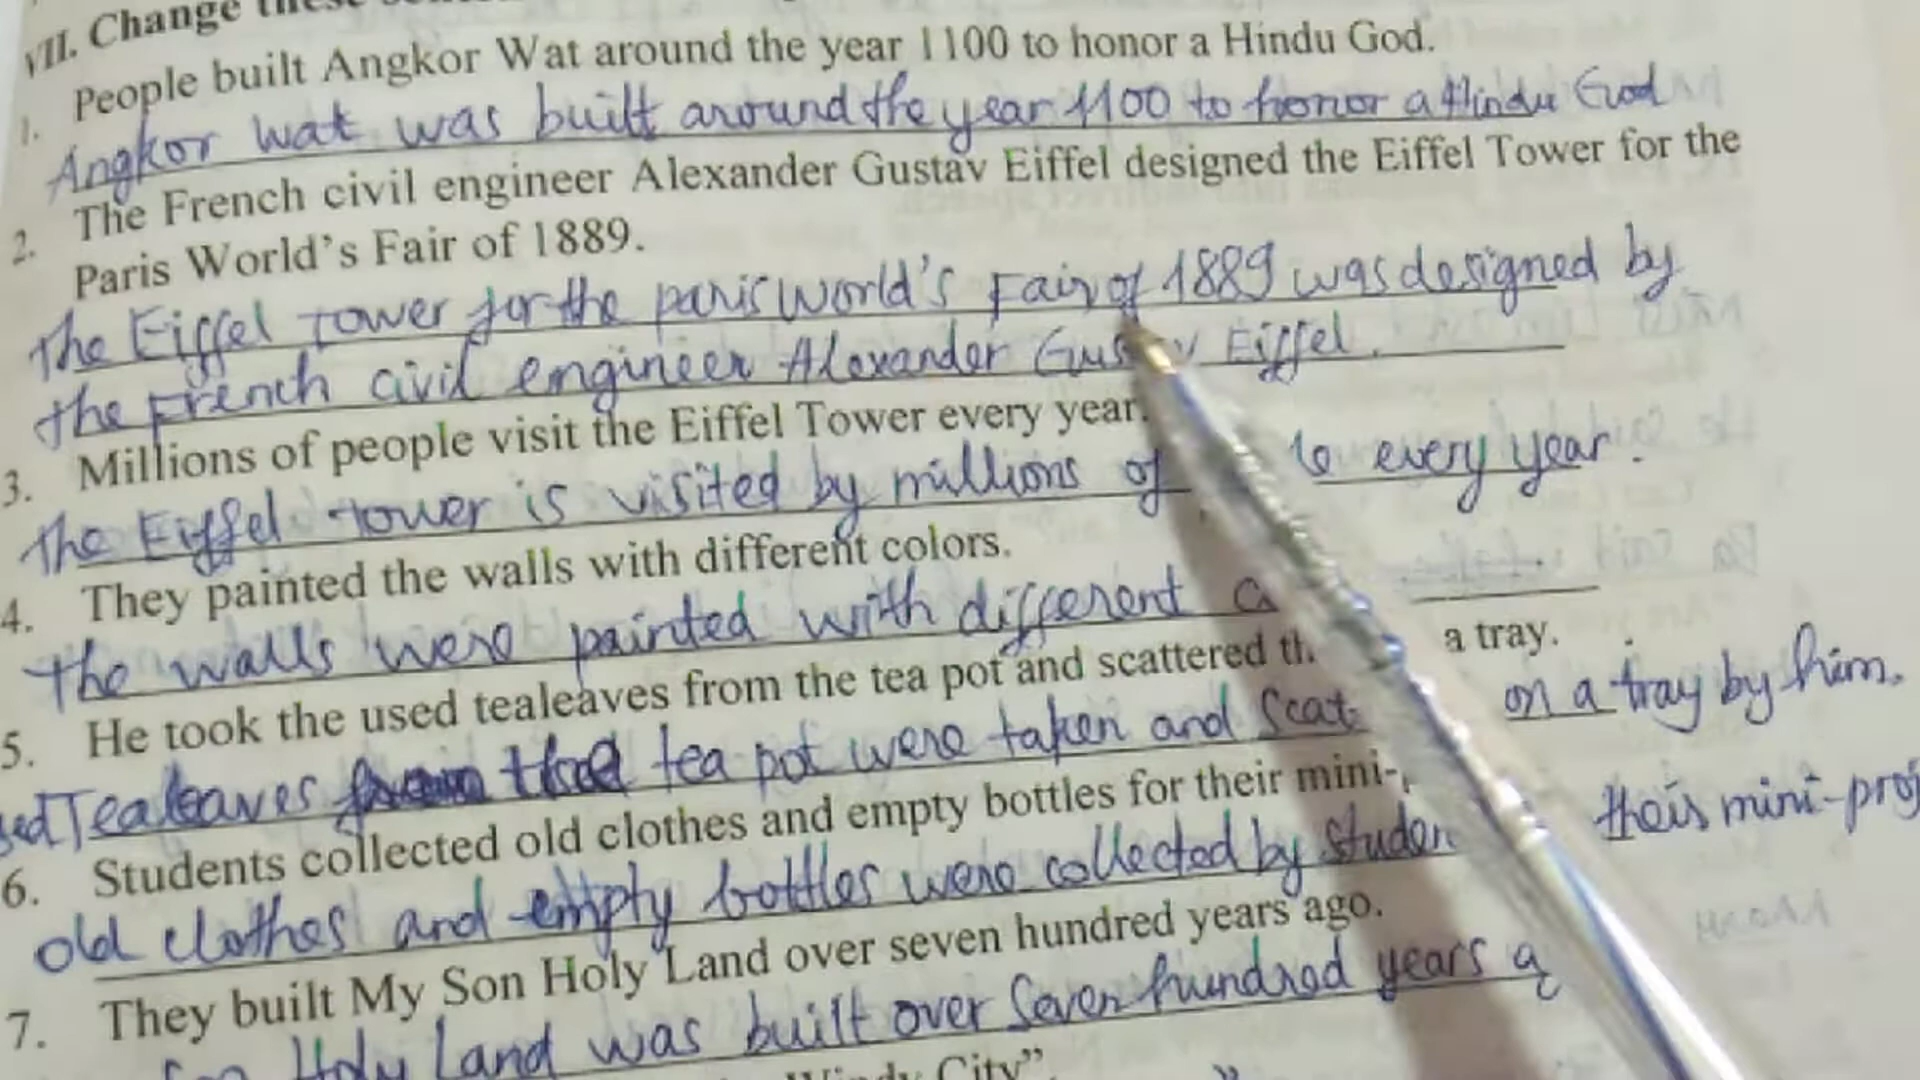 VII. Change these
1. People built Angkor Wat around the year 1100 to honor a Hindu God.
Angkor wat was built around the year 1100 to honor a Hindu God
2. The French civil engineer Alexander Gustav Eiffel designed the Eiffel Tower for the
Paris World's Fair of 1889.
The Eiffel tower for the paris World's Fair of 1889 was designed by
the French civil engineer Alexander Eiffel.
3. Millions of people visit the Eiffel Tower every year.
The Eiffel tower is visited by millions of every year.
4. They painted the walls with different colors.
the walls were painted with different
5. He took the used tealeaves from the tea pot and scattered a tray.
Tealeaves tea pot were taken and on a tray by him.
6. Students collected old clothes and empty bottles for their mini-
old clothes and empty bottles were collected by their mini-proj
7. They built My Son Holy Land over seven hundred years ago.
Holy Land was built over seven hundred years
City".